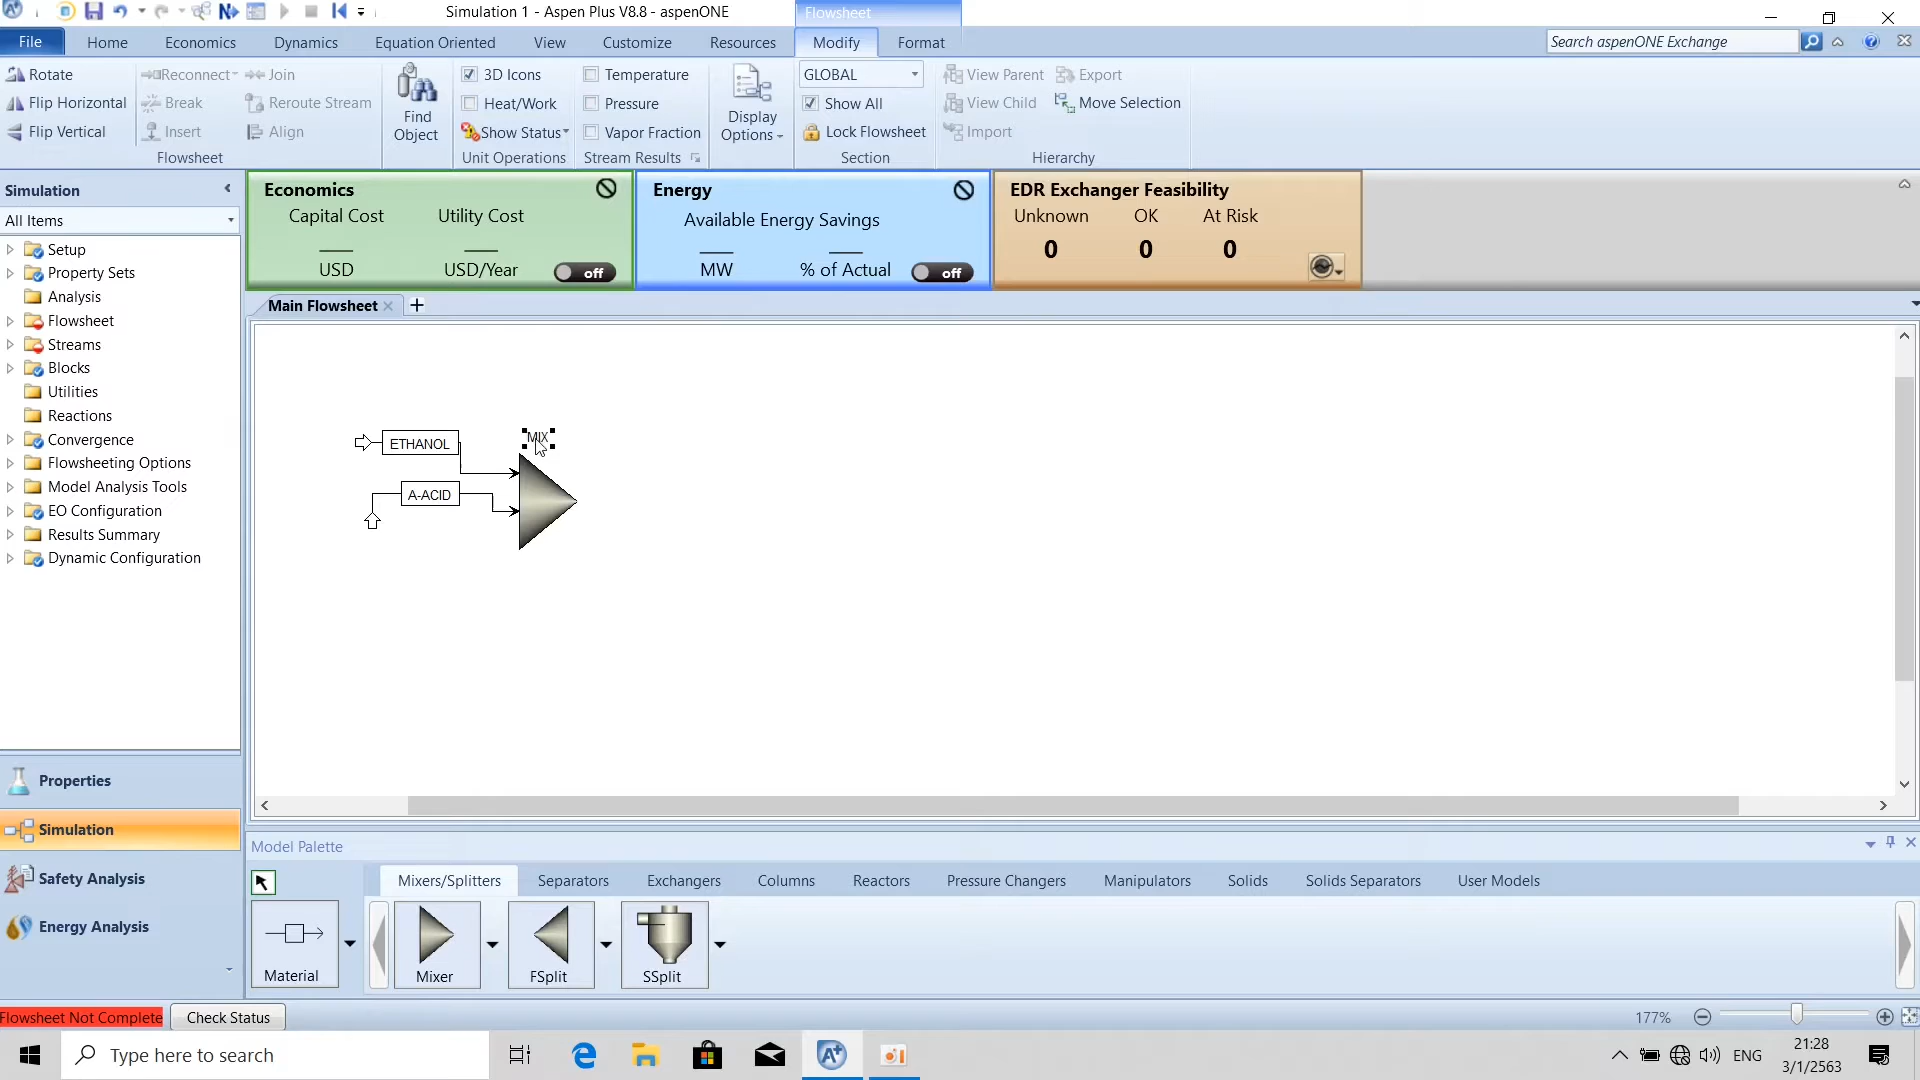 Simulation 1 - Aspen Plus V8.8 - aspenONE
Flowsheet
File
Home
Economics
Dynamics
Equation Oriented
View
Customize
Resources
Modify
Format
Search aspenONE Exchange
Rotate
Flip Horizontal
Flip Vertical
Reconnect
Break
Insert
Join
Reroute Stream
Align
Flowsheet
Find
Object
3D Icons
Heat/Work
Show Status
Unit Operations
Temperature
Pressure
Vapor Fraction
Stream Results
Display
Options
GLOBAL
Show All
Lock Flowsheet
Section
View Parent
View Child
Import
Export
Move Selection
Hierarchy
Simulation
All Items
Setup
Property Sets
Analysis
Flowsheet
Streams
Blocks
Utilities
Reactions
Convergence
Flowsheeting Options
Model Analysis Tools
EO Configuration
Results Summary
Dynamic Configuration
Properties
Simulation
Safety Analysis
Energy Analysis
Economics
Capital Cost Utility Cost
USD USD/Year off
Energy
Available Energy Savings
MW % of Actual off
EDR Exchanger Feasibility
Unknown OK At Risk
0 0 0
Main Flowsheet
MIX
ETHANOL
A-ACID
Model Palette
Mixers/Splitters
Separators
Exchangers
Columns
Reactors
Pressure Changers
Manipulators
Solids
Solids Separators
User Models
Material
Mixer
FSplit
SSplit
Flowsheet Not Complete
Check Status
177%
Type here to search
ENG
21:28
3/1/2563